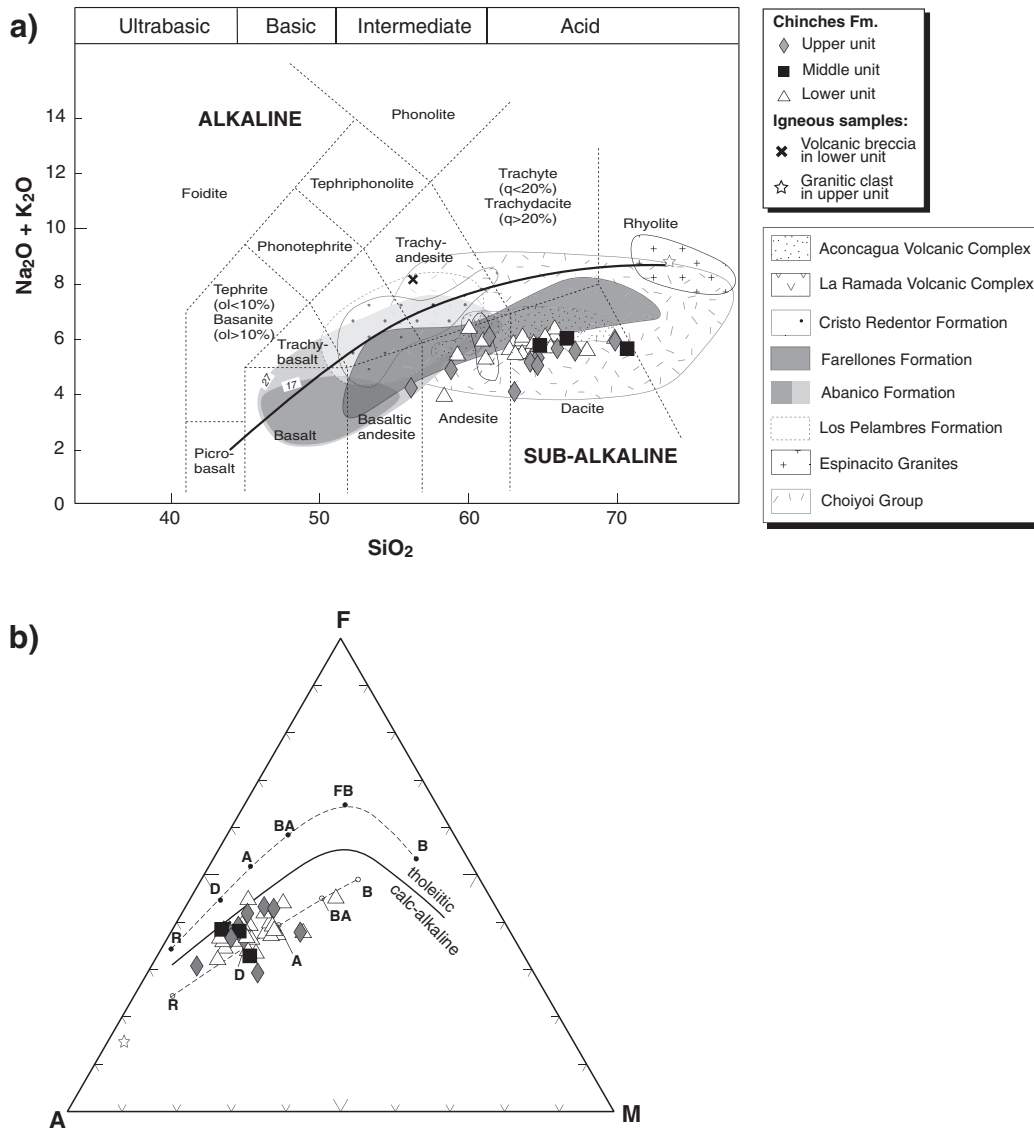 a)
Ultrabasic
Basic
Intermediate
Acid
Na2O + K2O
14
12
10
8
6
4
2
0
40
50
60
70
SiO2
ALKALINE
SUB-ALKALINE
Foidite
Phonolite
Tephriphonolite
Phonotephrite
Tephrite
(ol<10%)
Basanite
(ol>10%)
Trachy-
andesite
Trachy-
basalt
Trachyte
(q<20%)
Trachydacite
(q>20%)
Rhyolite
27
17
Picro-
basalt
Basalt
Basaltic
andesite
Andesite
Dacite
Chinches Fm.
Upper unit
Middle unit
Lower unit
Igneous samples:
Volcanic breccia
in lower unit
Granitic clast
in upper unit
Aconcagua Volcanic Complex
La Ramada Volcanic Complex
Cristo Redentor Formation
Farellones Formation
Abanico Formation
Los Pelambres Formation
Espinacito Granites
Choiyoi Group
b)
F
FB
BA
B
A
D
R
tholeiitic
calc-alkaline
B
BA
A
D
R
A
M